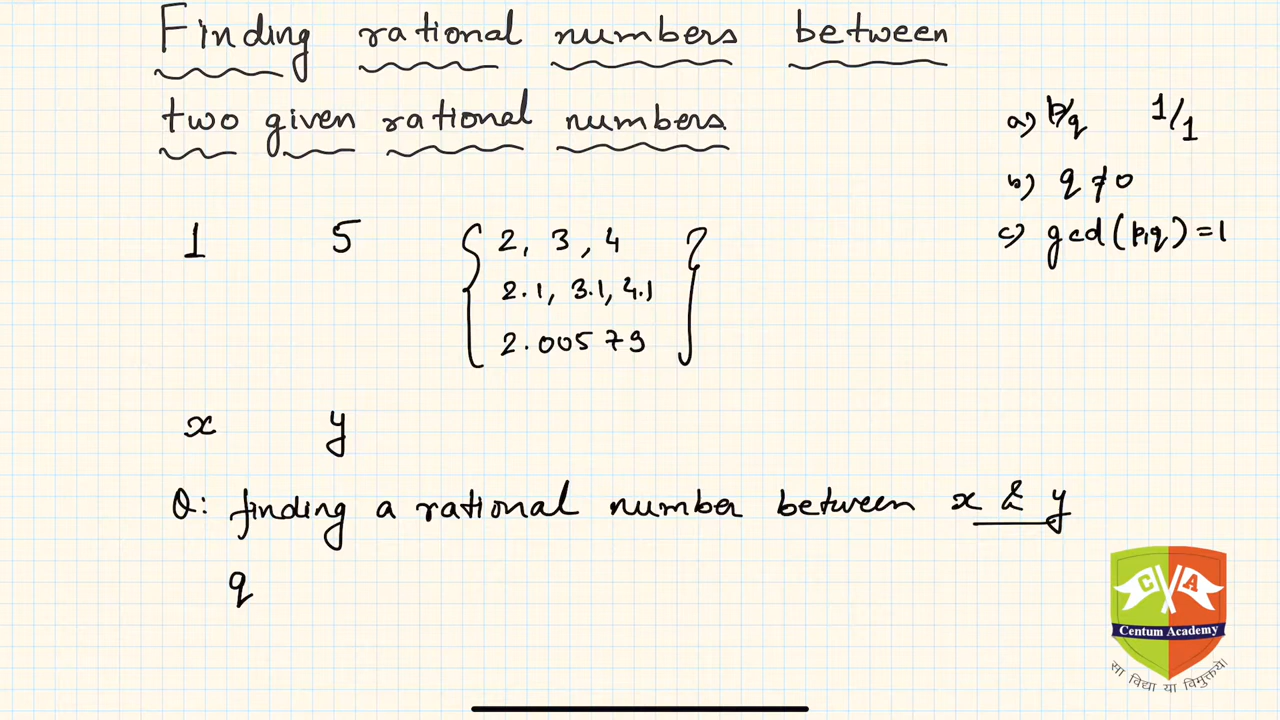 Finding rational numbers between
two given rational numbers
a) p/q 1/1
b) q ≠ 0
c) gcd(p,q) = 1
1 5 { 2, 3, 4
2.1, 3.1, 4.1
2.00579 }
x y
Q: finding a rational number between x & y
q
C A
Centum Academy
सा विद्या या विमुक्तये